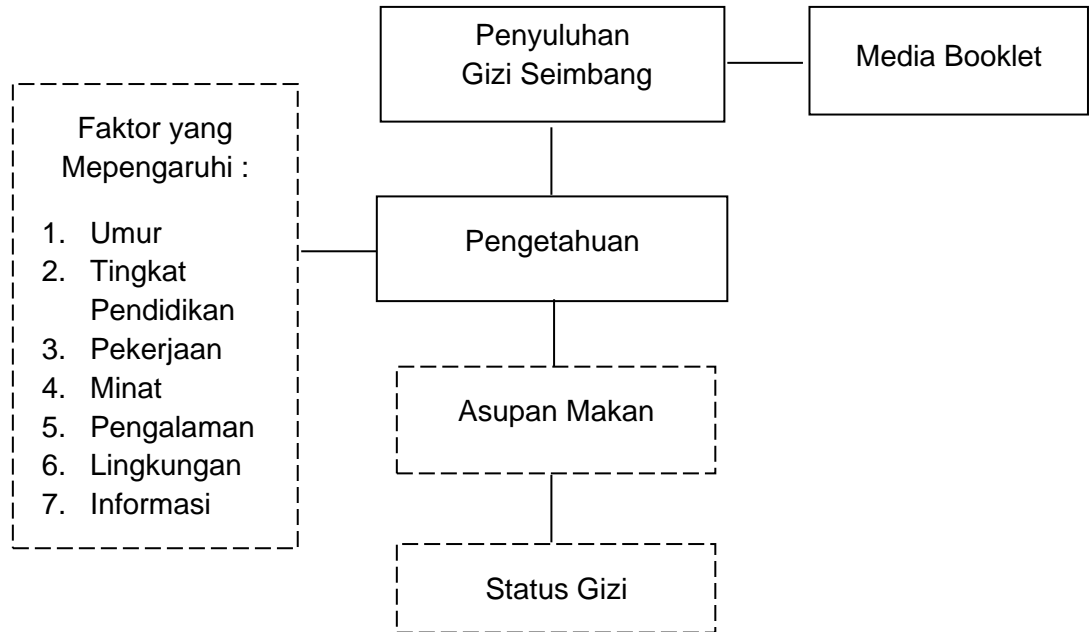 Penyuluhan
Gizi Seimbang
Media Booklet
Faktor yang
Mepengaruhi :
1. Umur
2. Tingkat
Pendidikan
3. Pekerjaan
4. Minat
5. Pengalaman
6. Lingkungan
7. Informasi
Pengetahuan
Asupan Makan
Status Gizi